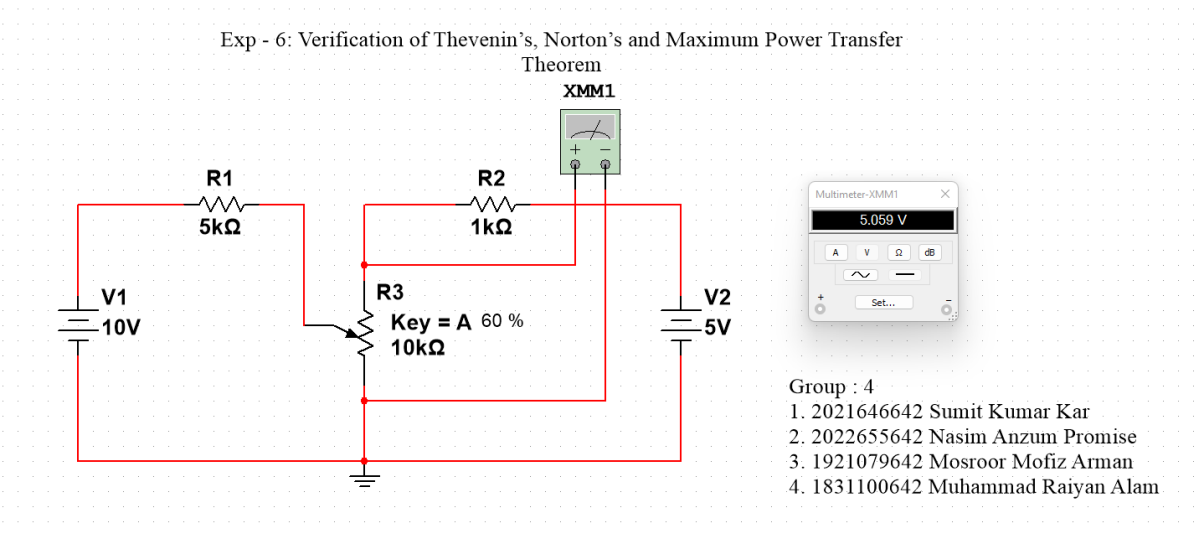 Exp - 6: Verification of Thevenin’s, Norton’s and Maximum Power Transfer
Theorem
XMM1
+ −
R1
5kΩ
R2
1kΩ
V1
10V
R3
Key = A 60 %
10kΩ
V2
5V
Multimeter-XMM1 ×
5.059 V
A V Ω dB
+ Set... −
Group : 4
1. 2021646642 Sumit Kumar Kar
2. 2022655642 Nasim Anzum Promise
3. 1921079642 Mosroor Mofiz Arman
4. 1831100642 Muhammad Raiyan Alam